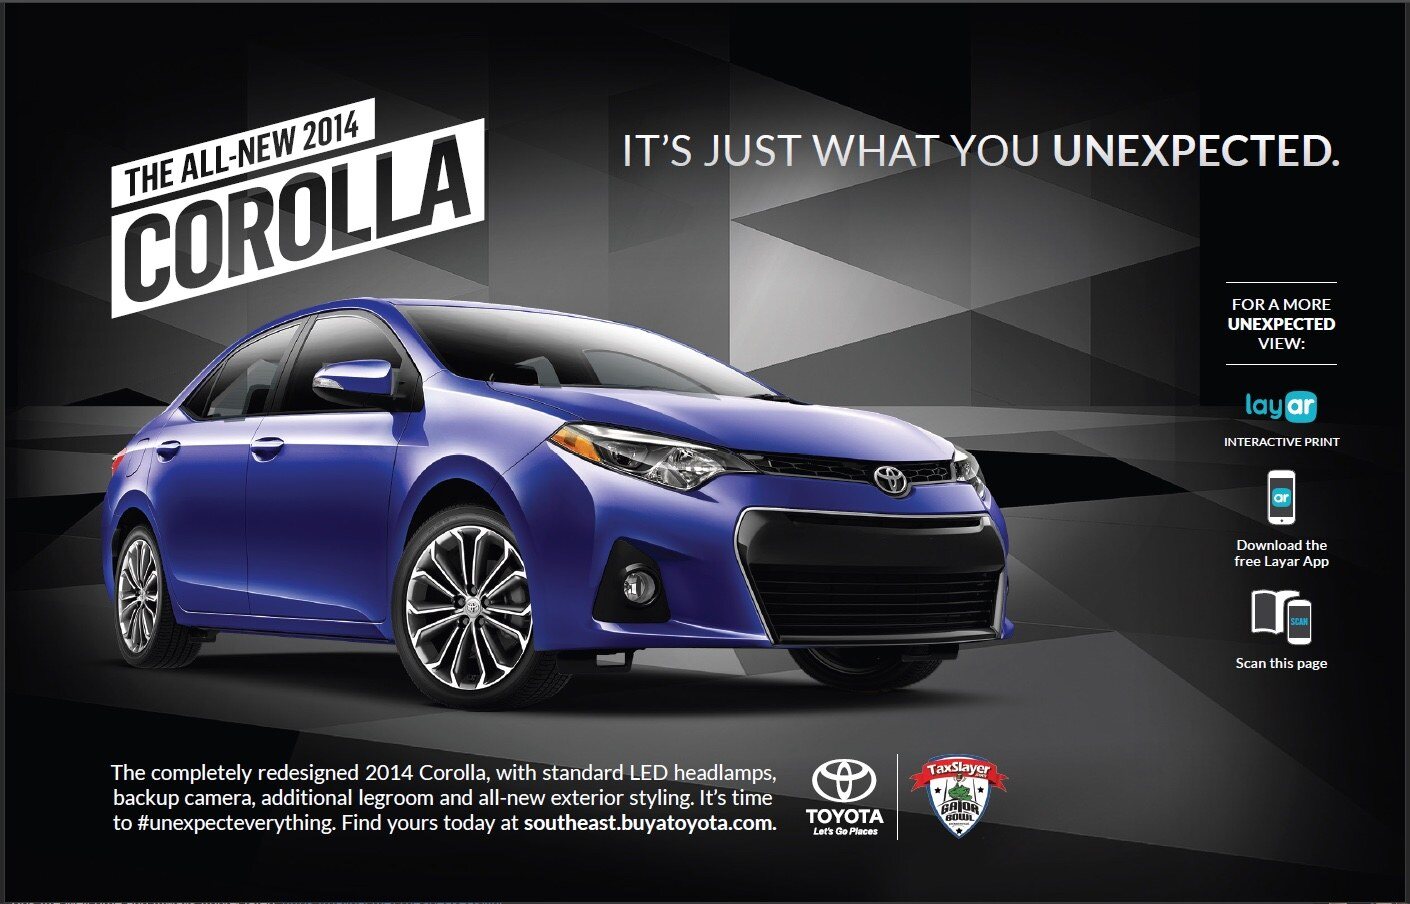 THE ALL-NEW 2014
COROLLA
IT'S JUST WHAT YOU UNEXPECTED.
FOR A MORE
UNEXPECTED
VIEW:
layar
INTERACTIVE PRINT
ar
Download the
free Layar App
SCAN
Scan this page
The completely redesigned 2014 Corolla, with standard LED headlamps,
backup camera, additional legroom and all-new exterior styling. It's time
to #unexpecteverything. Find yours today at southeast.buyatoyota.com.
TOYOTA
Let's Go Places
TaxSlayer
GATOR
BOWL